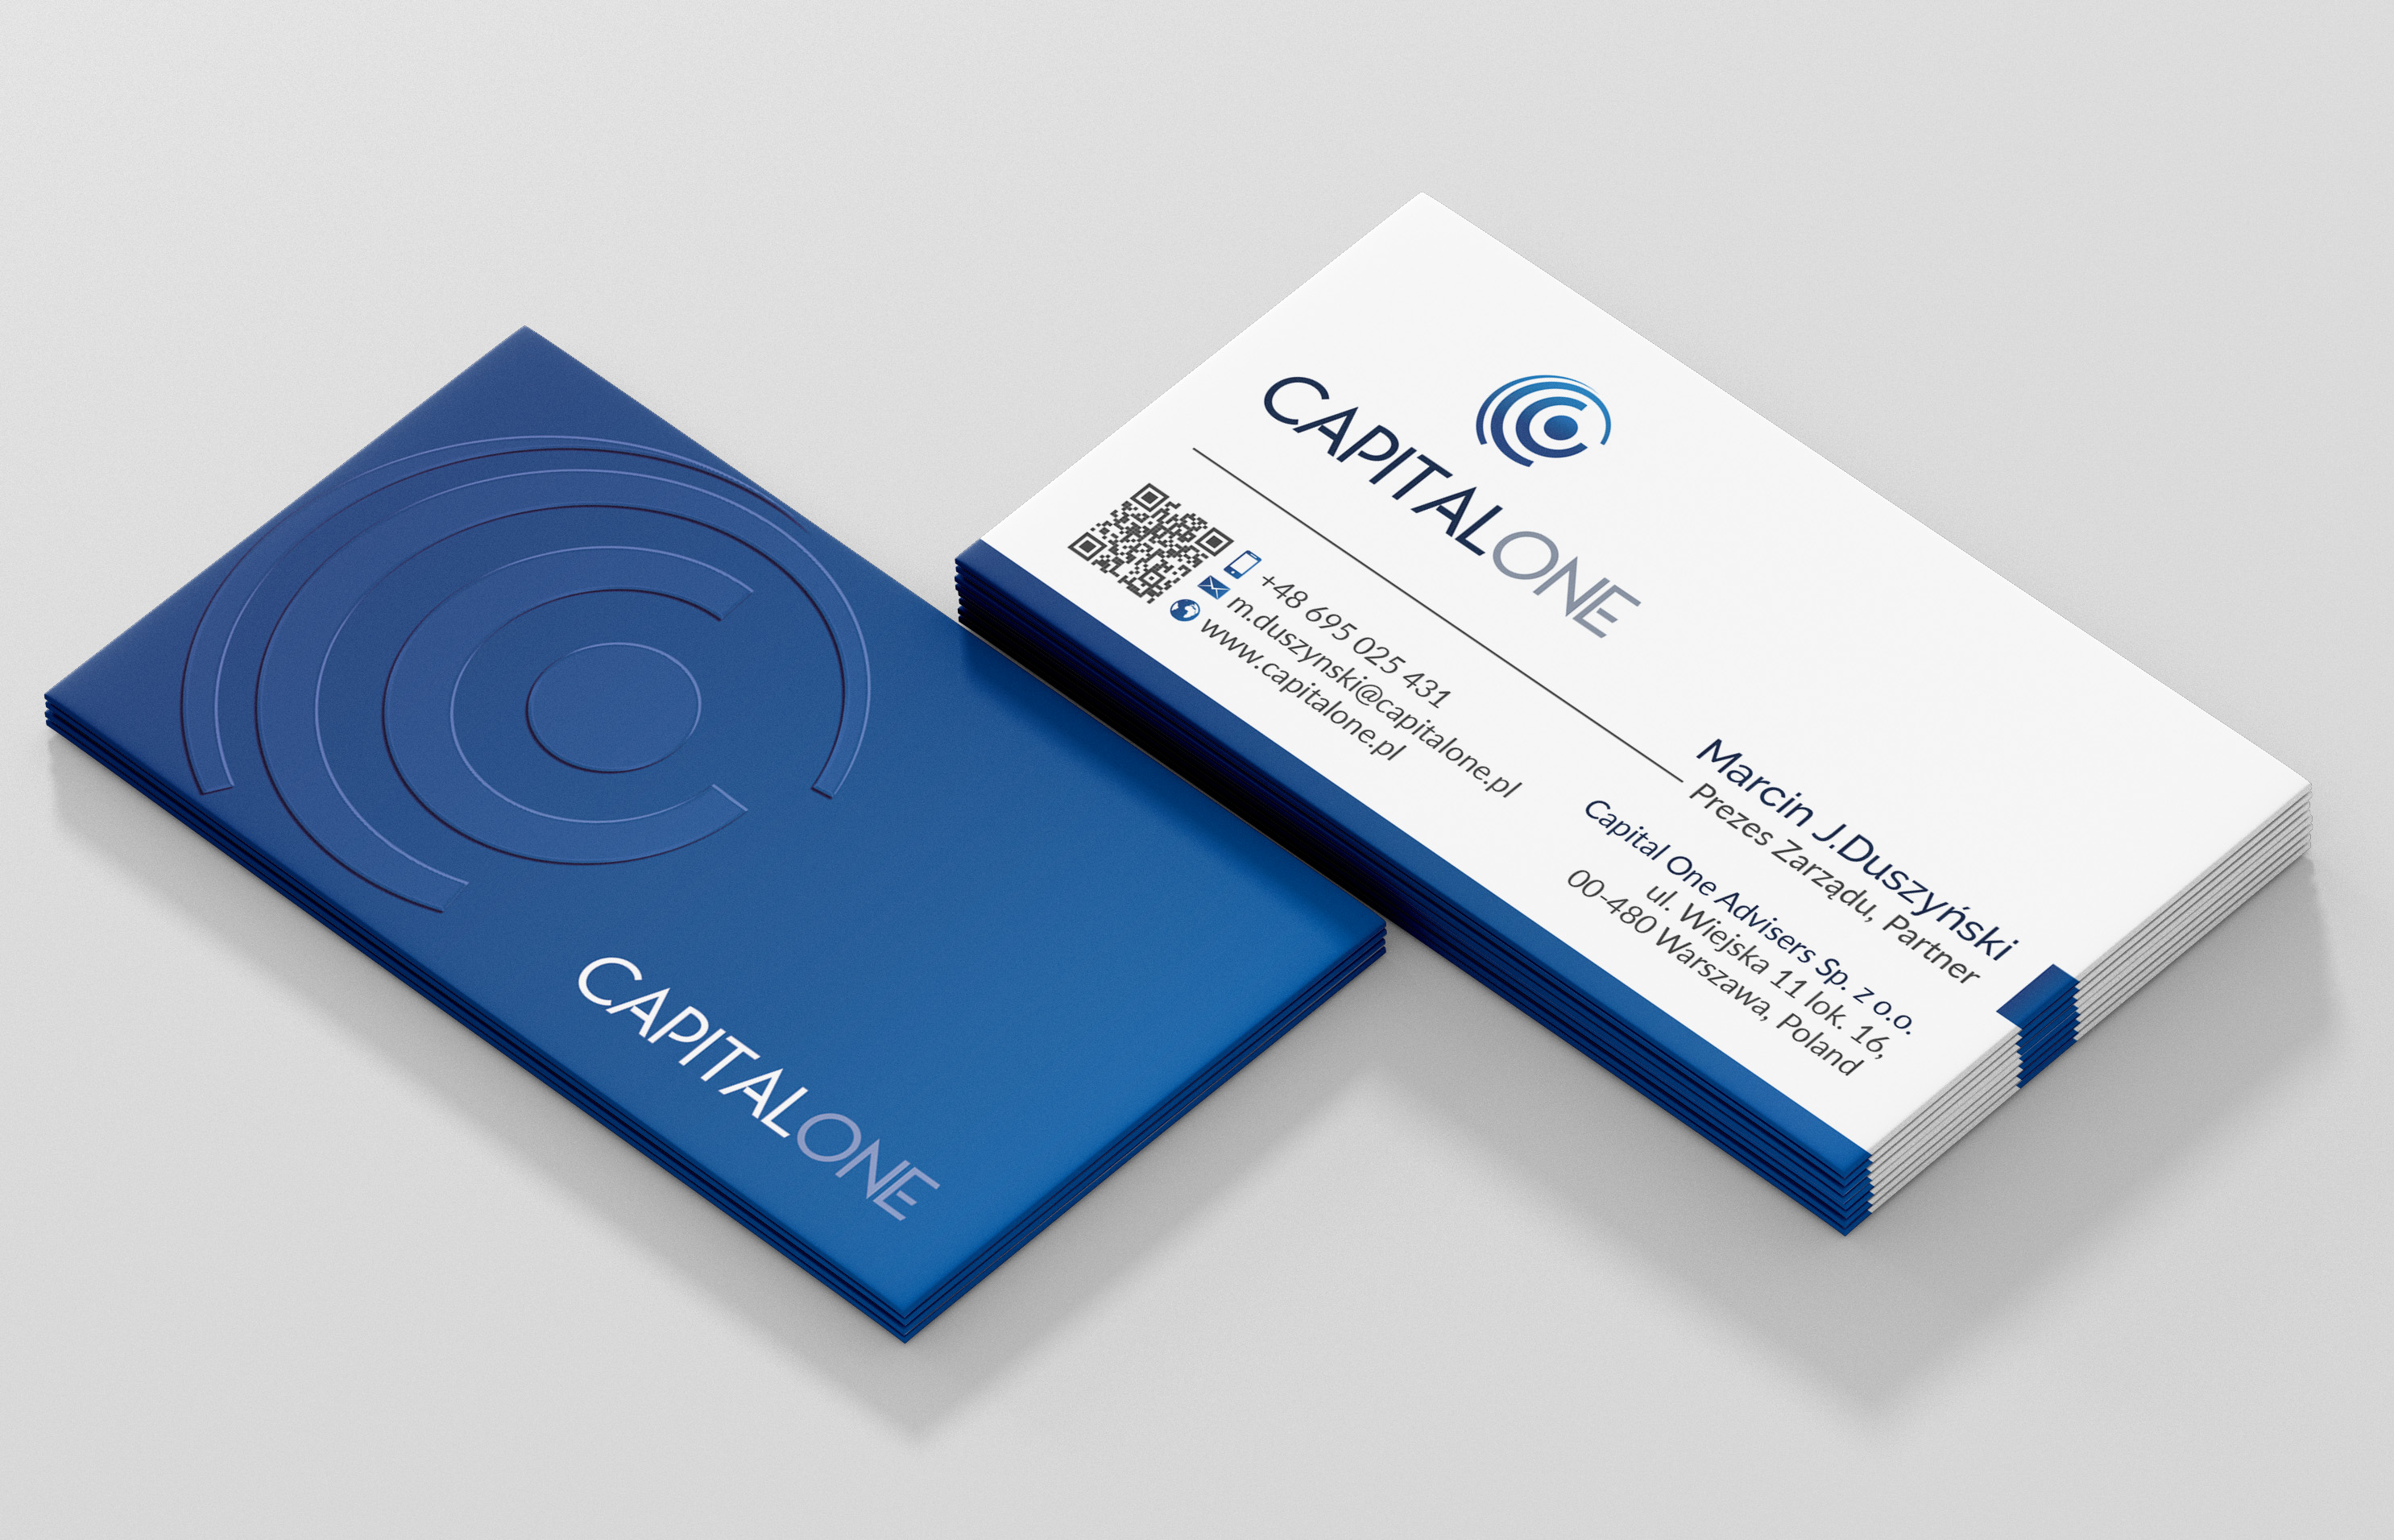 CAPITALONE
CAPITALONE
+48 695 025 431
m.duszynski@capitalone.pl
www.capitalone.pl
Marcin J.Duszyński
Prezes Zarządu, Partner
Capital One Advisers Sp. z o.o.
ul. Wiejska 11 lok. 16,
00-480 Warszawa, Poland